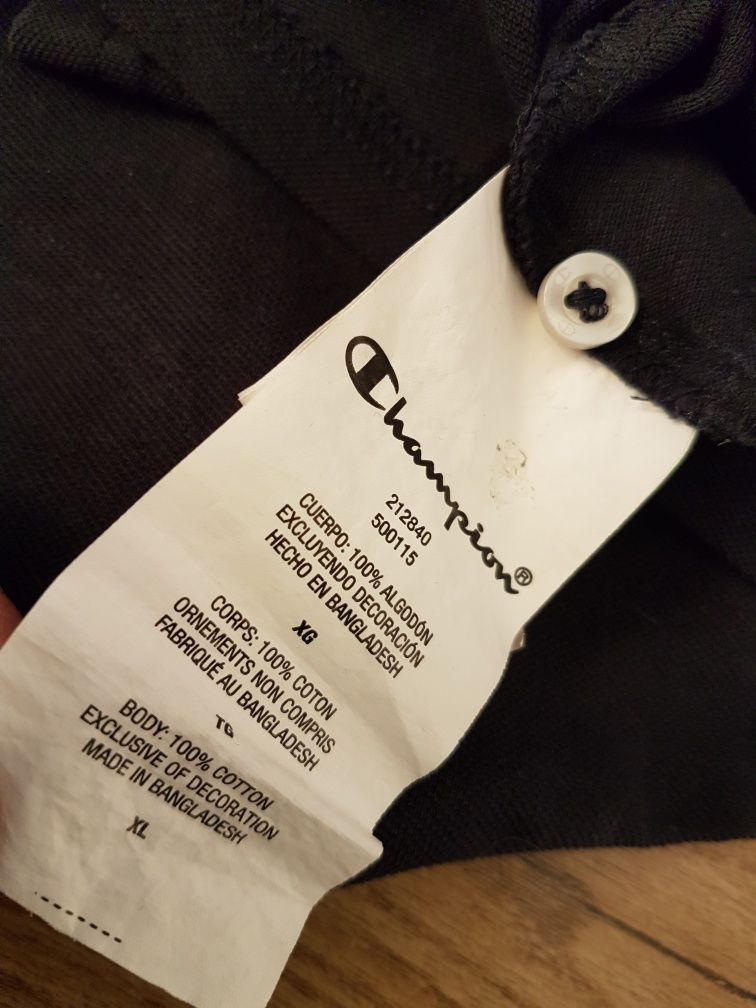 Champion®
212840
500115
CUERPO: 100% ALGODÓN
EXCLUYENDO DECORACIÓN
HECHO EN BANGLADESH
XG
CORPS: 100% COTON
ORNEMENTS NON COMPRIS
FABRIQUÉ AU BANGLADESH
TG
BODY: 100% COTTON
EXCLUSIVE OF DECORATION
MADE IN BANGLADESH
XL